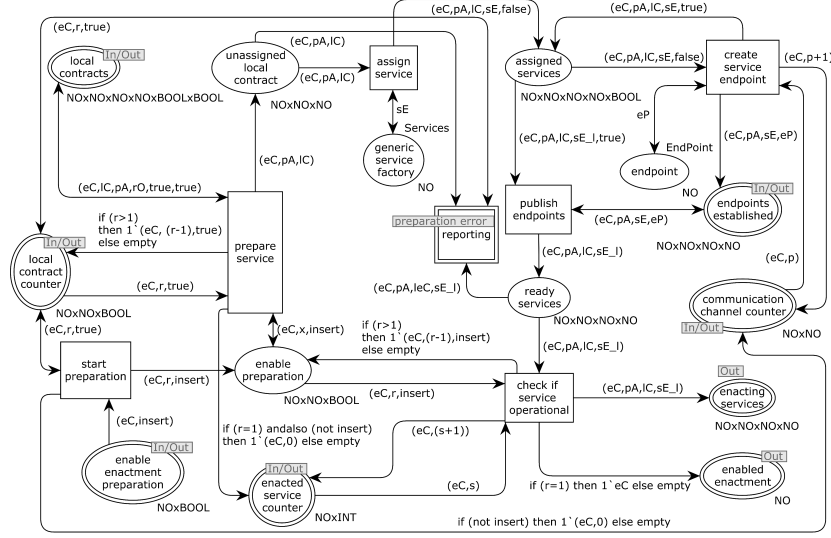 (eC,r,true)
(eC,pA,lC,sE,false)
(eC,pA,lC,sE,true)
In/Out
local
contracts
NOxNOxNOxNOxBOOLxBOOL
unassigned
local
contract
NOxNOxNO
(eC,pA,lC)
(eC,pA,lC)
assign
service
assigned
services
NOxNOxNOxNOxBOOL
(eC,pA,lC,sE,false)
create
service
endpoint
(eC,p+1)
sE
Services
generic
service
factory
NO
(eC,pA,lC,sE_l,true)
eP
EndPoint
endpoint
NO
(eC,pA,sE,eP)
(eC,pA,lC)
(eC,lC,pA,rO,true,true)
In/Out
endpoints
established
NOxNOxNOxNO
publish
endpoints
(eC,pA,sE,eP)
preparation error
reporting
if (r>1)
then 1`(eC, (r-1),true)
else empty
prepare
service
In/Out
local
contract
counter
NOxNOxBOOL
(eC,r,true)
(eC,pA,lC,sE_l)
(eC,p)
(eC,pA,leC,sE_l)
ready
services
NOxNOxNOxNO
communication
channel counter
In/Out
NOxNO
(eC,r,true)
(eC,x,insert)
if (r>1)
then 1`(eC,(r-1),insert)
else empty
(eC,pA,lC,sE_l)
start
preparation
(eC,r,insert)
enable
preparation
NOxNOxBOOL
(eC,r,insert)
check if
service
operational
(eC,pA,lC,sE_l)
Out
enacting
services
NOxNOxNOxNO
(eC,insert)
if (r=1) andalso (not insert)
then 1`(eC,0) else empty
(eC,(s+1))
In/Out
enable
enactment
preparation
NOxBOOL
In/Out
enacted
service
counter
NOxINT
(eC,s)
if (r=1) then 1`eC else empty
Out
enabled
enactment
NO
if (not insert) then 1`(eC,0) else empty